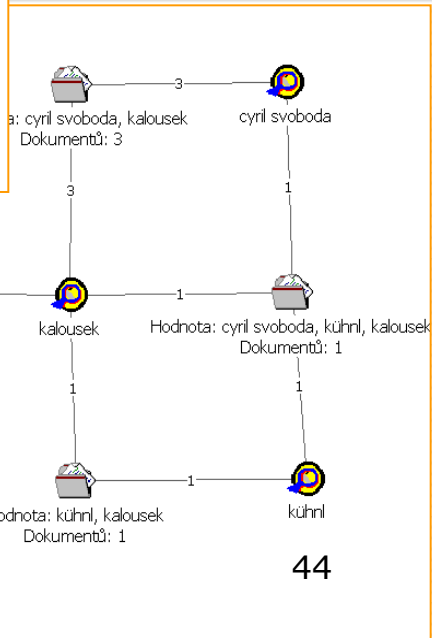 3
a: cyril svoboda, kalousek
Dokumentů: 3
cyril svoboda
3
1
1
kalousek
Hodnota: cyril svoboda, kühnl, kalousek
Dokumentů: 1
1
1
1
odnota: kühnl, kalousek
Dokumentů: 1
kühnl
44